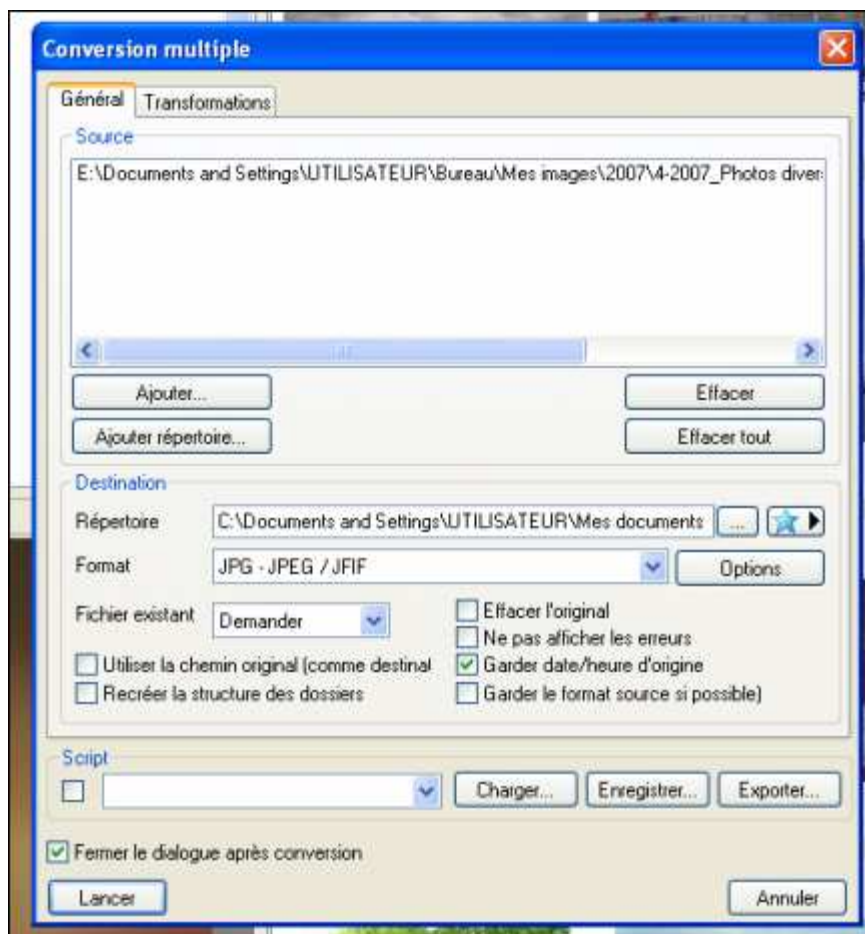 Conversion multiple
Général Transformations
Source
E:\Documents and Settings\UTILISATEUR\Bureau\Mes images\2007\4-2007_Photos diver
Ajouter... Effacer
Ajouter répertoire... Effacer tout
Destination
Répertoire C:\Documents and Settings\UTILISATEUR\Mes documents ...
Format JPG - JPEG / JFIF Options
Fichier existant Demander Effacer l'original
Ne pas afficher les erreurs
Utiliser la chemin original (comme destinal Garder date/heure d'origine
Recréer la structure des dossiers Garder le format source si possible)
Script
Charger... Enregistrer... Exporter...
Fermer le dialogue après conversion
Lancer Annuler